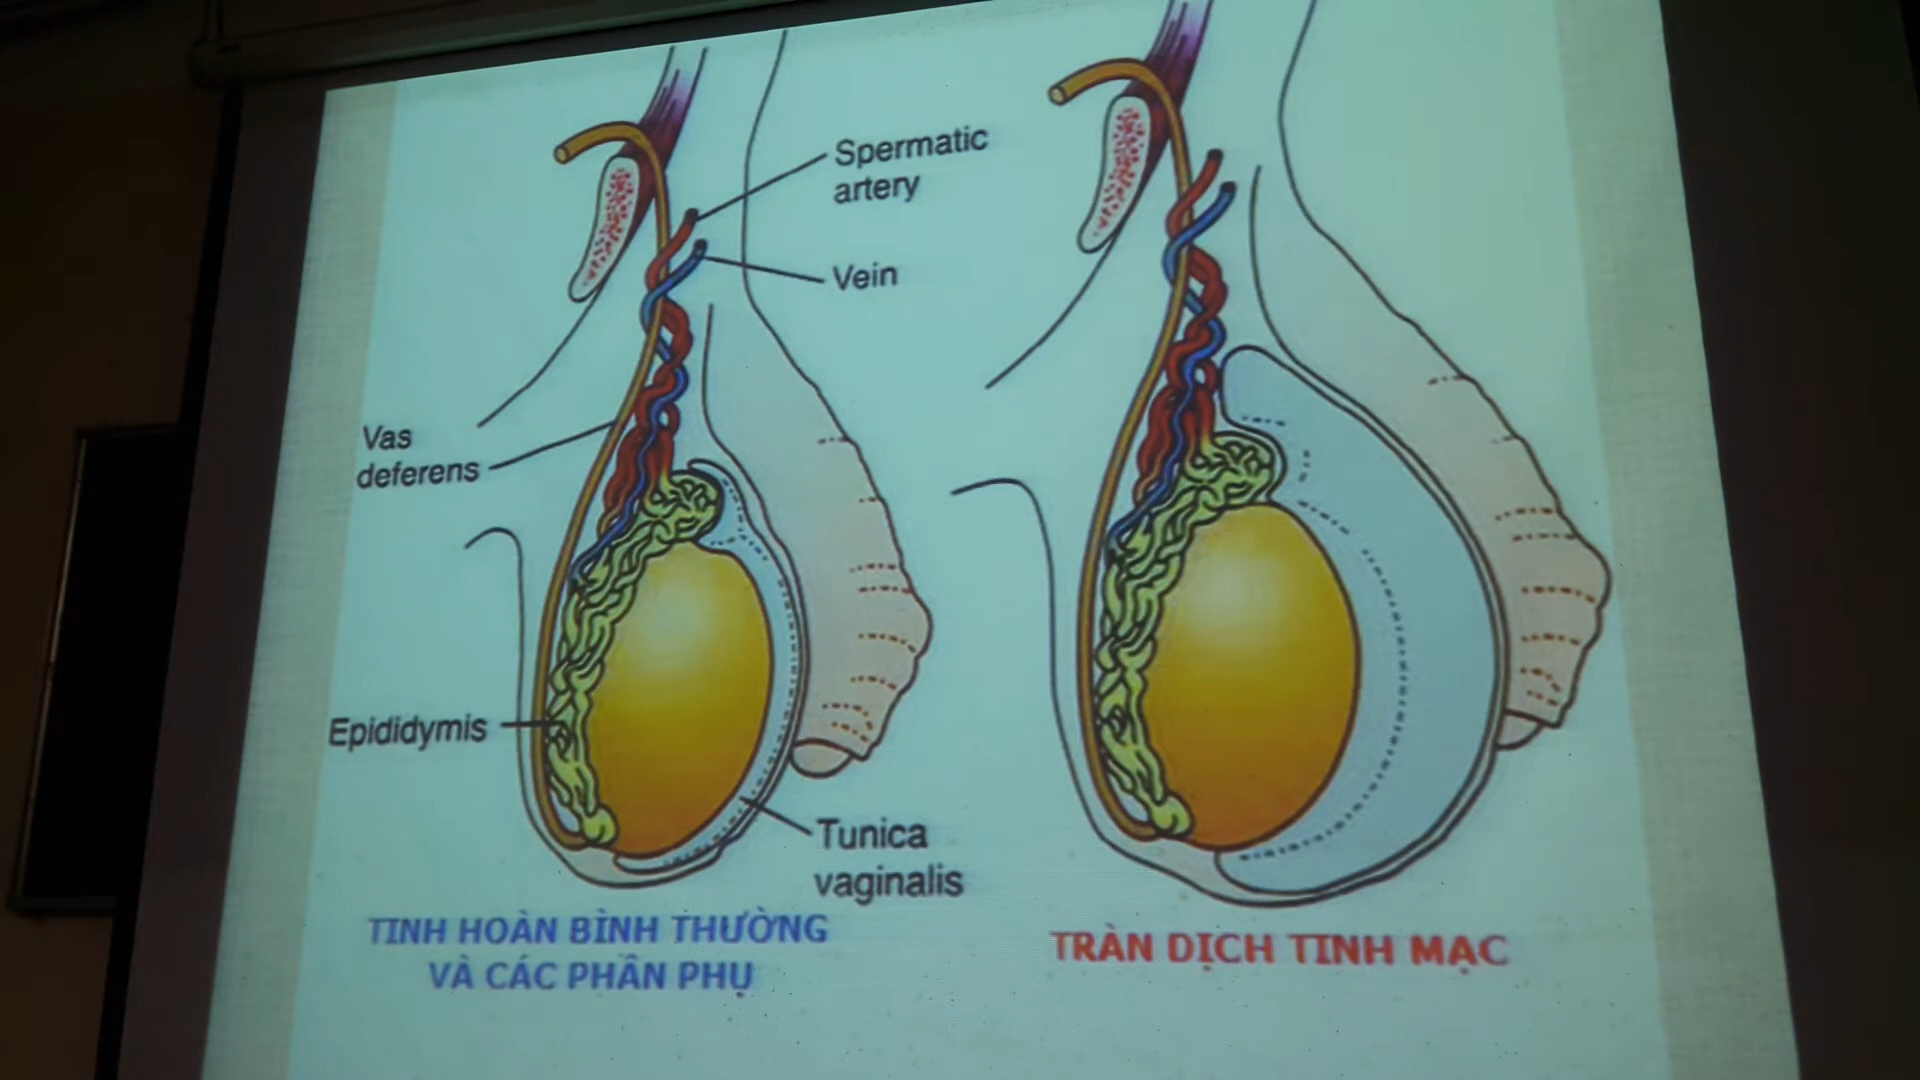 Spermatic
artery
Vein
Vas
deferens
Epididymis
Tunica
vaginalis
TINH HOÀN BÌNH THƯỜNG
VÀ CÁC PHẦN PHỤ
TRÀN DỊCH TINH MẠC